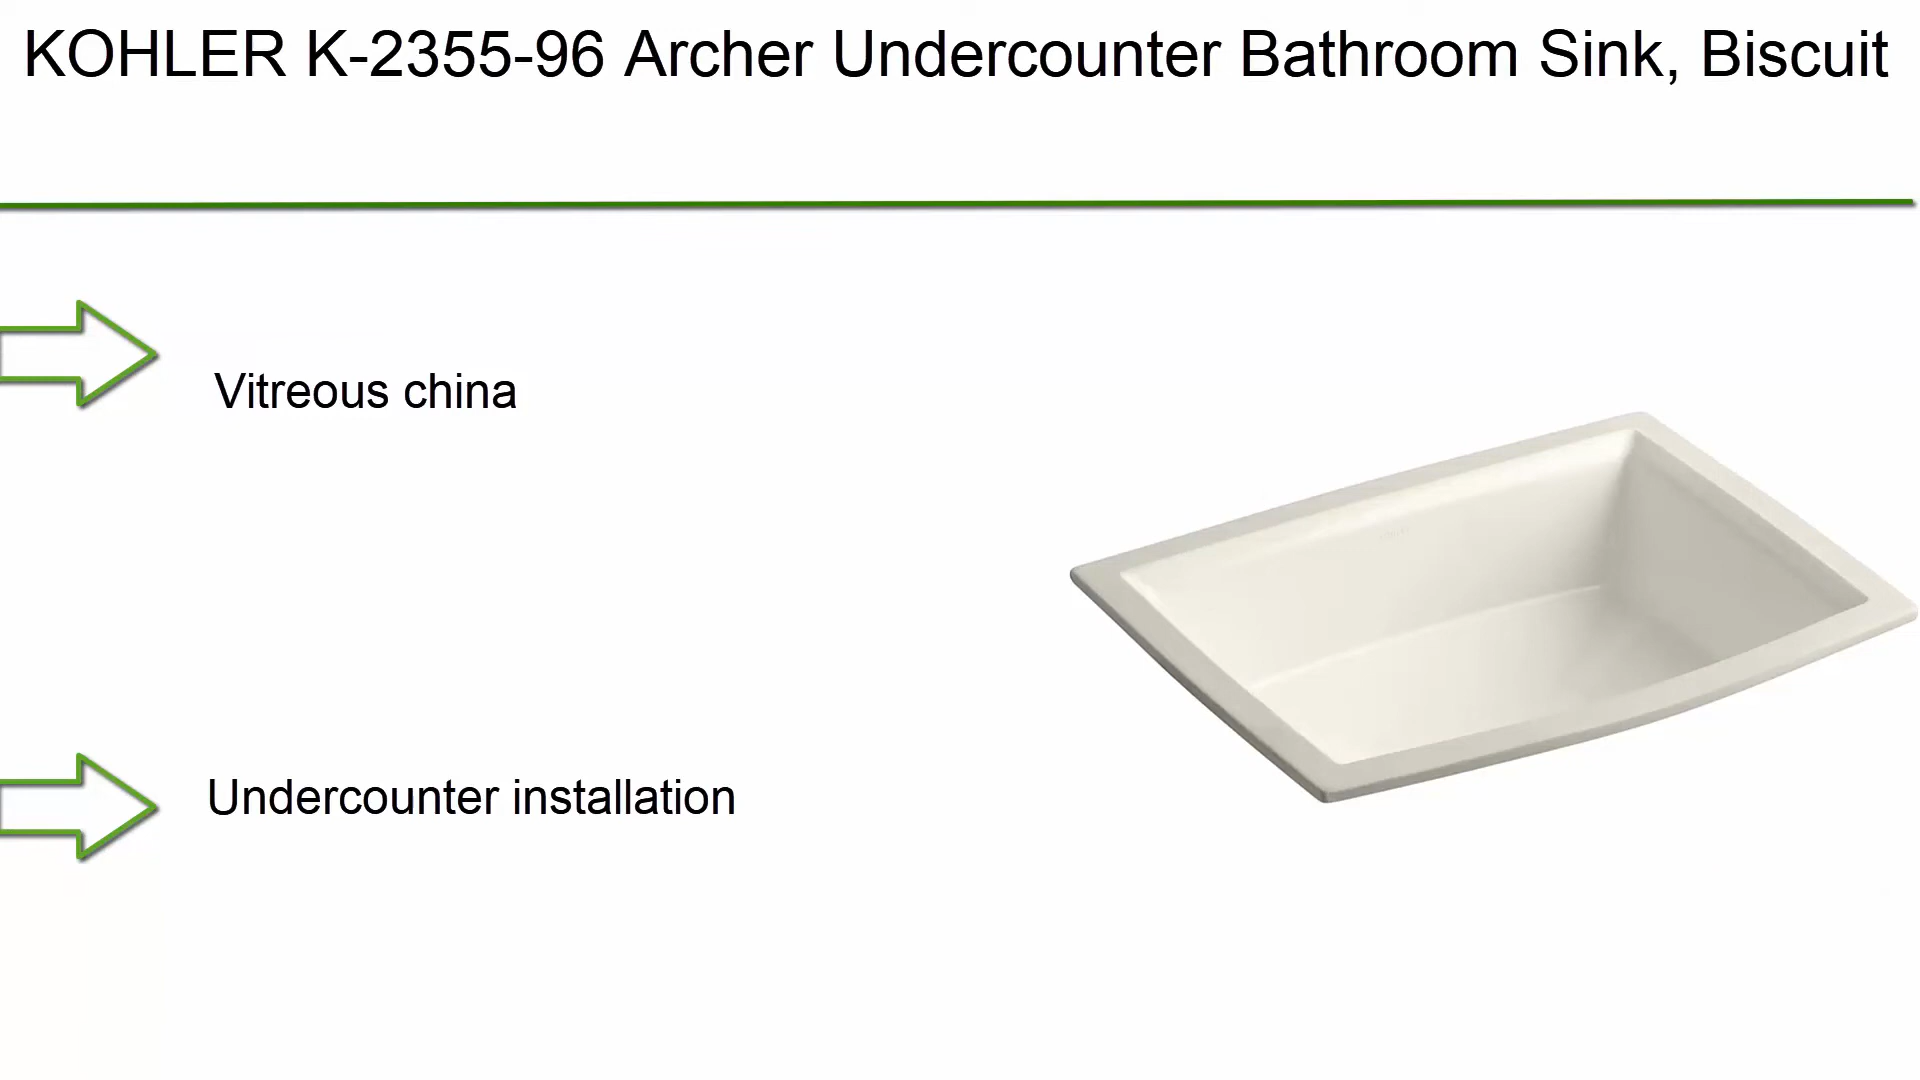 KOHLER K-2355-96 Archer Undercounter Bathroom Sink, Biscuit
Vitreous china
Undercounter installation